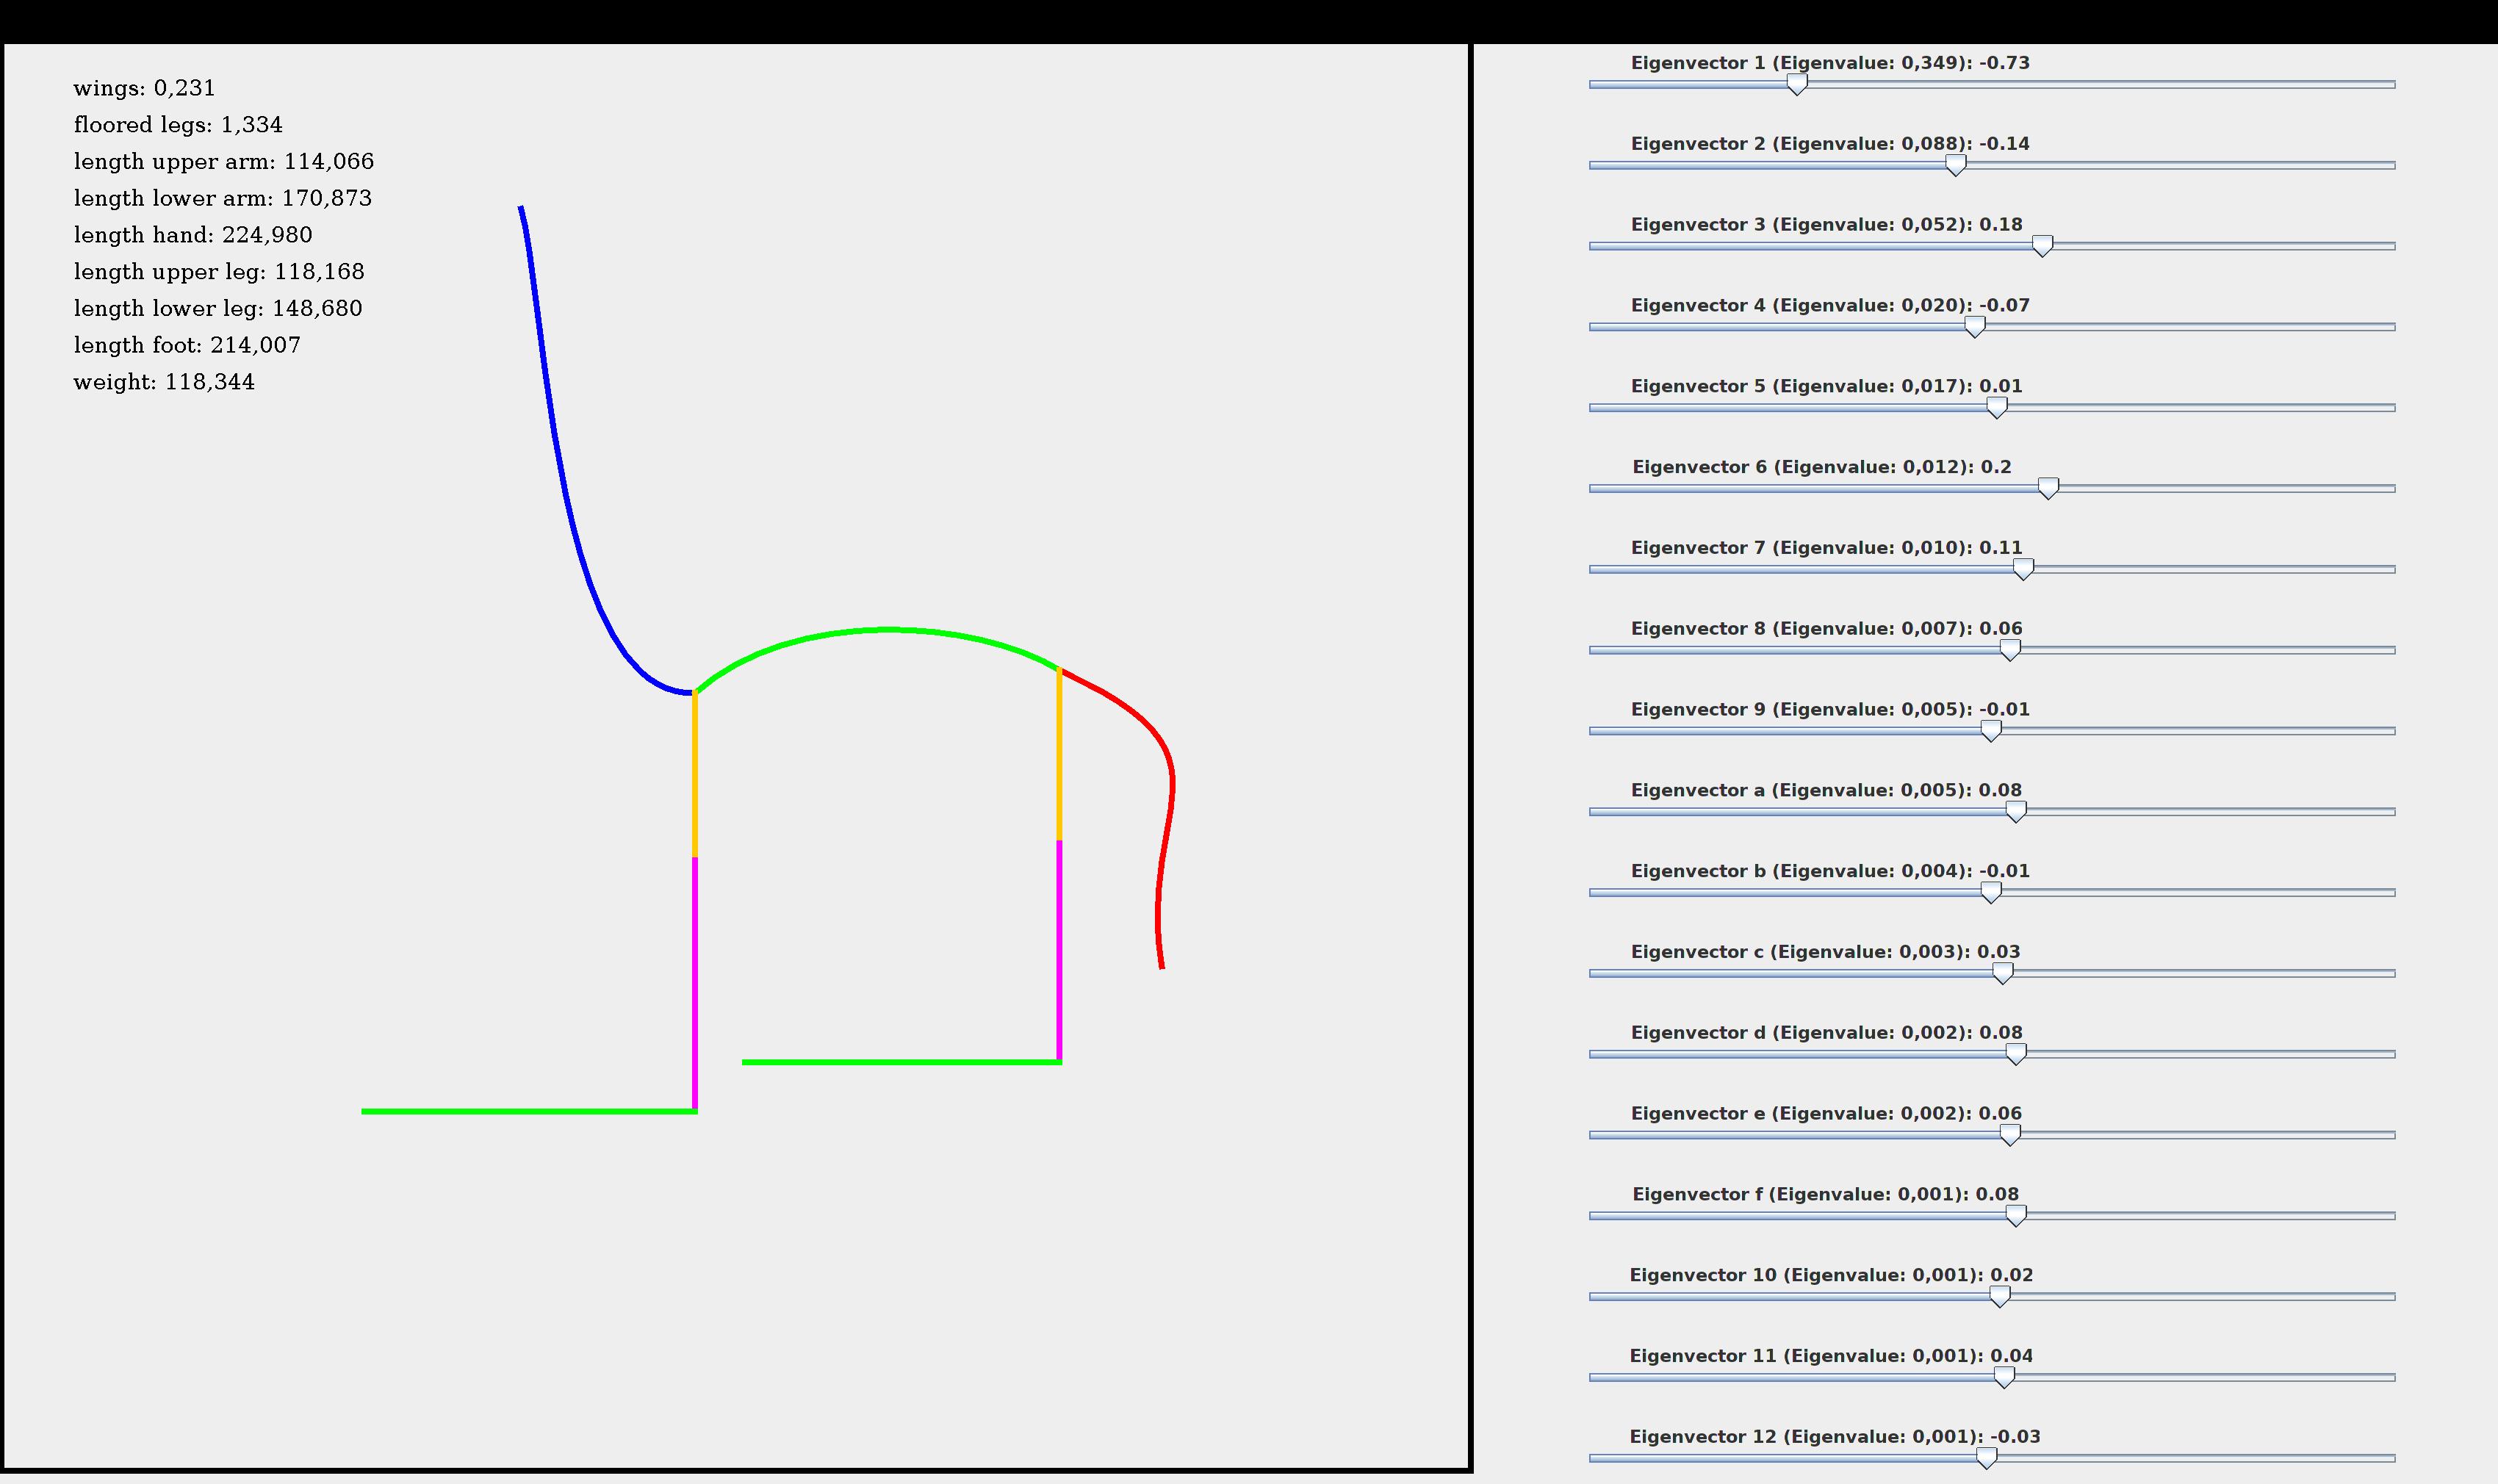 wings: 0,231
floored legs: 1,334
length upper arm: 114,066
length lower arm: 170,873
length hand: 224,980
length upper leg: 118,168
length lower leg: 148,680
length foot: 214,007
weight: 118,344
Eigenvector 1 (Eigenvalue: 0,349): -0.73
Eigenvector 2 (Eigenvalue: 0,088): -0.14
Eigenvector 3 (Eigenvalue: 0,052): 0.18
Eigenvector 4 (Eigenvalue: 0,020): -0.07
Eigenvector 5 (Eigenvalue: 0,017): 0.01
Eigenvector 6 (Eigenvalue: 0,012): 0.2
Eigenvector 7 (Eigenvalue: 0,010): 0.11
Eigenvector 8 (Eigenvalue: 0,007): 0.06
Eigenvector 9 (Eigenvalue: 0,005): -0.01
Eigenvector a (Eigenvalue: 0,005): 0.08
Eigenvector b (Eigenvalue: 0,004): -0.01
Eigenvector c (Eigenvalue: 0,003): 0.03
Eigenvector d (Eigenvalue: 0,002): 0.08
Eigenvector e (Eigenvalue: 0,002): 0.06
Eigenvector f (Eigenvalue: 0,001): 0.08
Eigenvector 10 (Eigenvalue: 0,001): 0.02
Eigenvector 11 (Eigenvalue: 0,001): 0.04
Eigenvector 12 (Eigenvalue: 0,001): -0.03